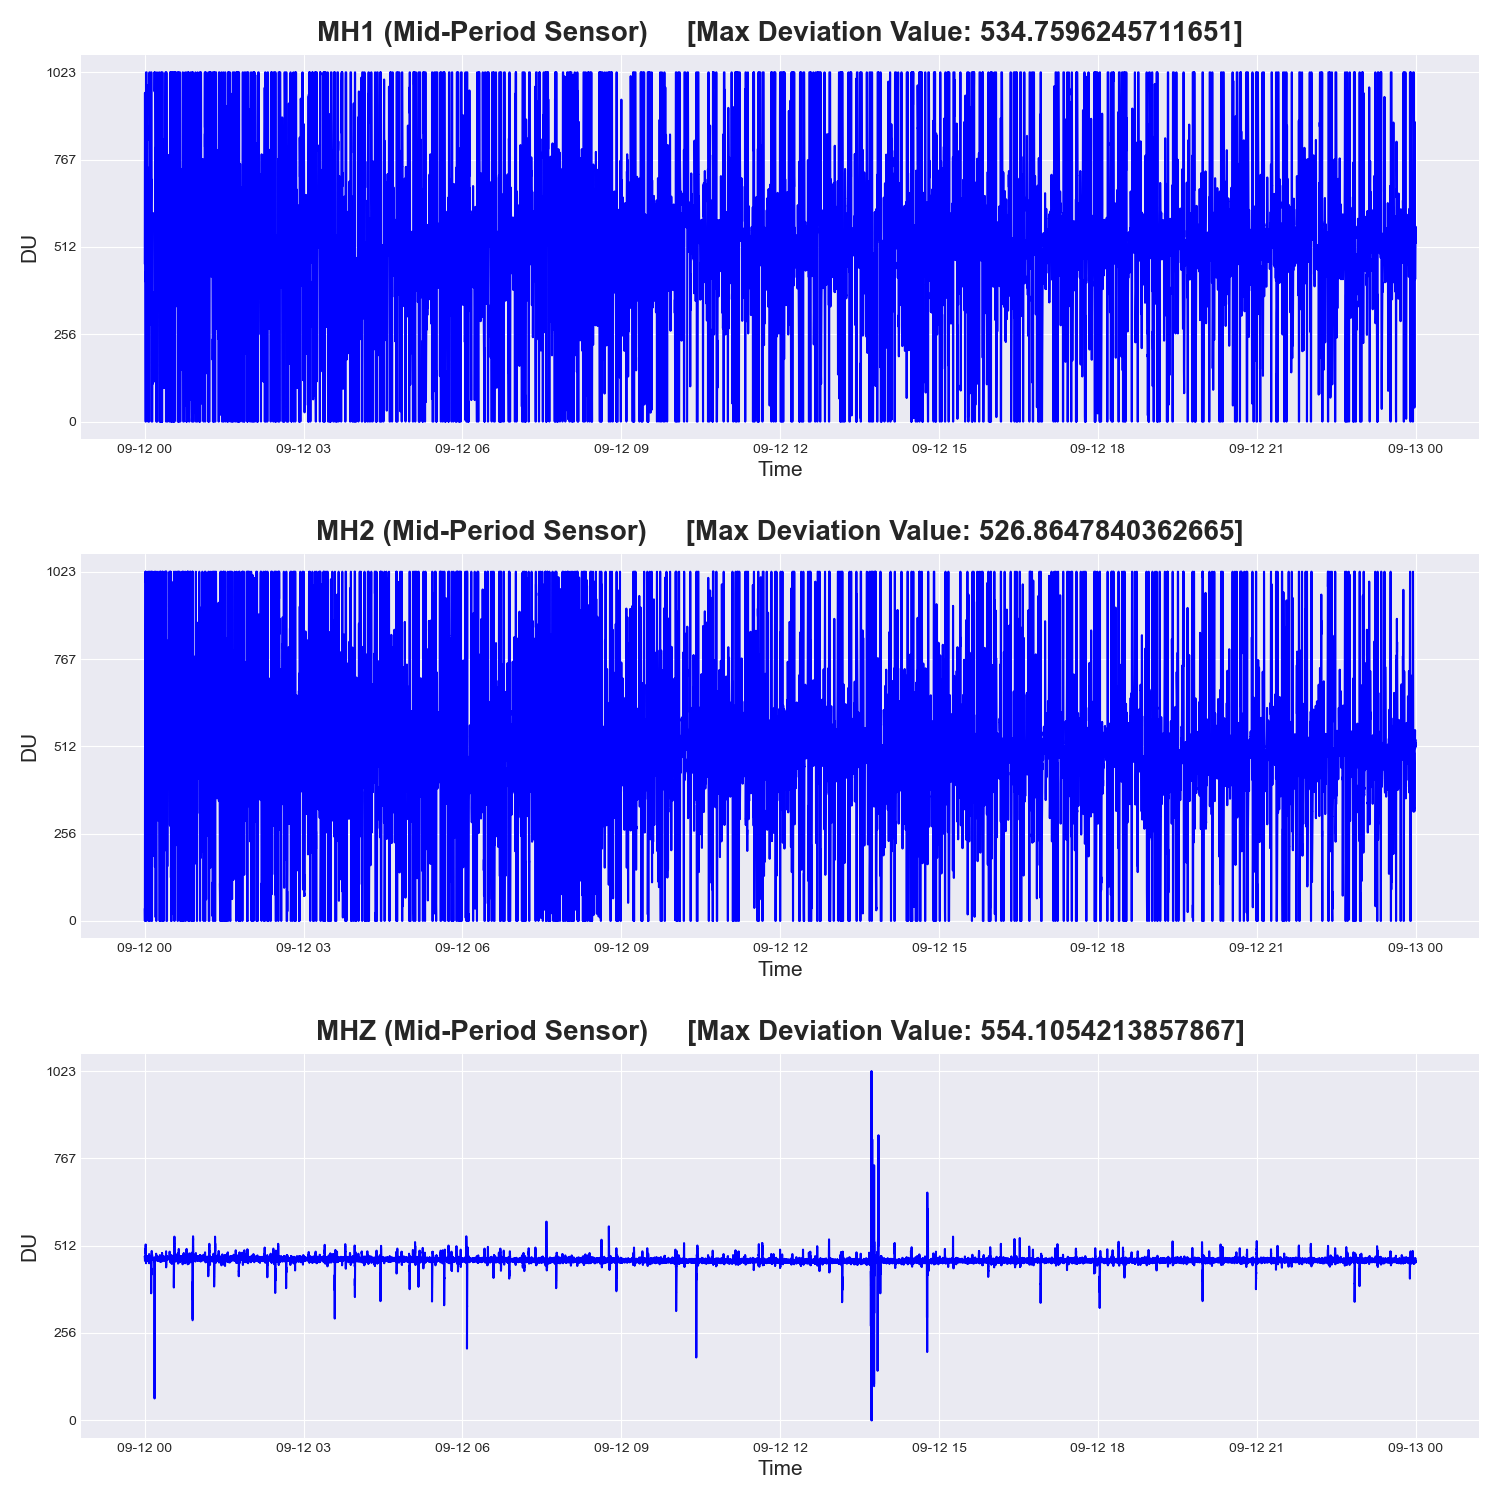 MH1 (Mid-Period Sensor) [Max Deviation Value: 534.7596245711651]
1023
767
512
256
0
DU
09-12 00 09-12 03 09-12 06 09-12 09 09-12 12 09-12 15 09-12 18 09-12 21 09-13 00
Time
MH2 (Mid-Period Sensor) [Max Deviation Value: 526.8647840362665]
1023
767
512
256
0
DU
09-12 00 09-12 03 09-12 06 09-12 09 09-12 12 09-12 15 09-12 18 09-12 21 09-13 00
Time
MHZ (Mid-Period Sensor) [Max Deviation Value: 554.1054213857867]
1023
767
512
256
0
DU
09-12 00 09-12 03 09-12 06 09-12 09 09-12 12 09-12 15 09-12 18 09-12 21 09-13 00
Time